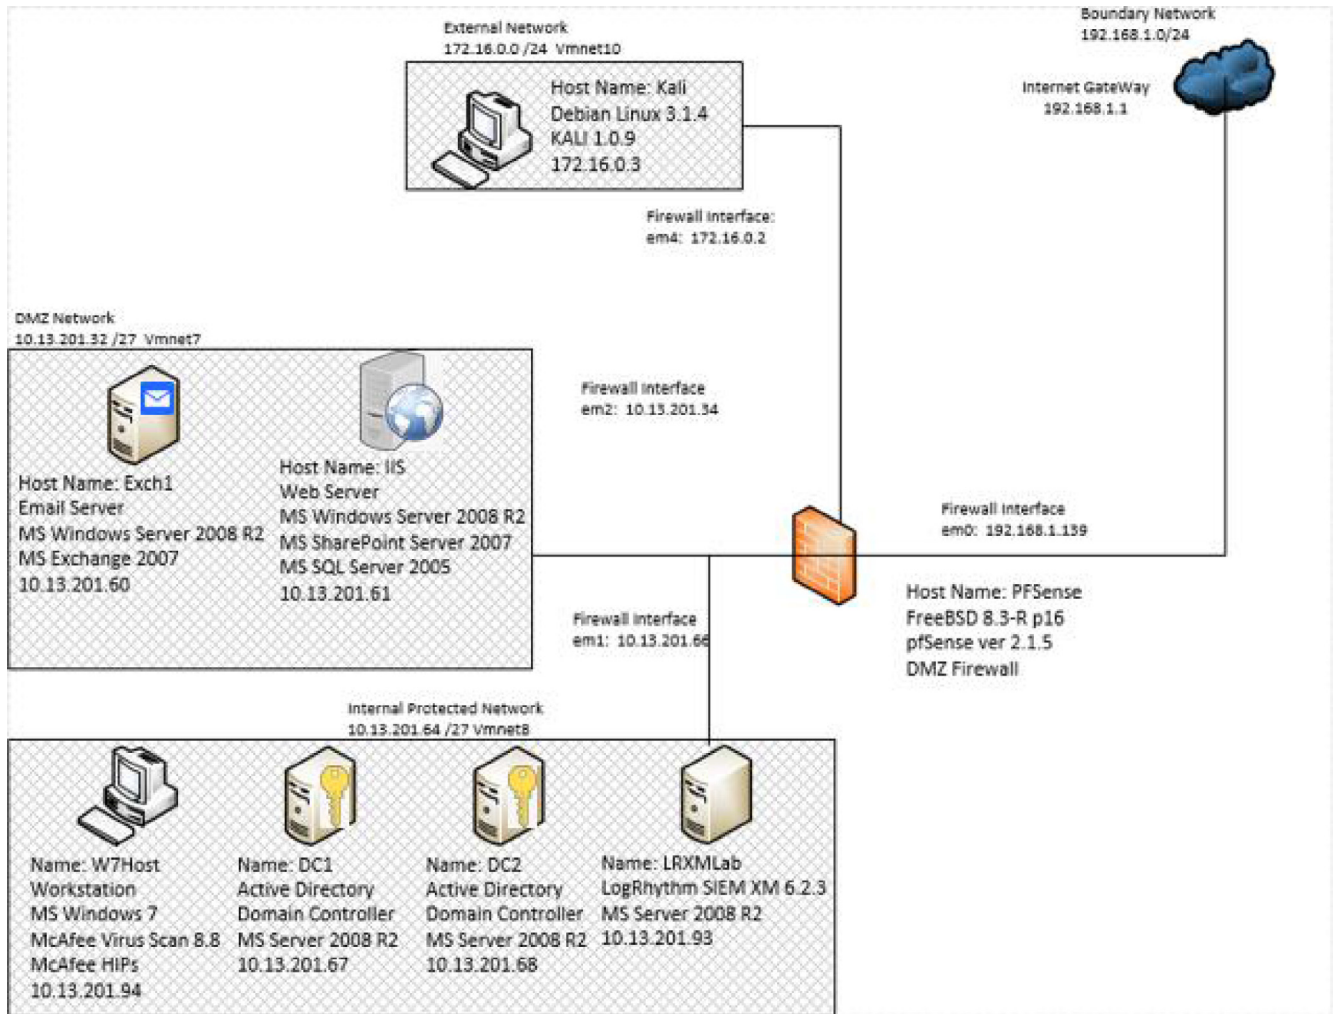 External Network
172.16.0.0 /24 Vmnet10
Boundary Network
192.168.1.0/24
Internet GateWay
192.168.1.1
Host Name: Kali
Debian Linux 3.1.4
KALI 1.0.9
172.16.0.3
Firewall Interface:
em4: 172.16.0.2
DMZ Network
10.13.201.32 /27 Vmnet7
Host Name: Exch1
Email Server
MS Windows Server 2008 R2
MS Exchange 2007
10.13.201.60
Host Name: IIS
Web Server
MS Windows Server 2008 R2
MS SharePoint Server 2007
MS SQL Server 2005
10.13.201.61
Firewall Interface
em2: 10.13.201.34
Firewall Interface
em0: 192.168.1.139
Host Name: PFSense
FreeBSD 8.3-R p16
pfSense ver 2.1.5
DMZ Firewall
Firewall Interface
em1: 10.13.201.66
Internal Protected Network
10.13.201.64 /27 Vmnet8
Name: W7Host
Workstation
MS Windows 7
McAfee Virus Scan 8.8
McAfee HIPs
10.13.201.94
Name: DC1
Active Directory
Domain Controller
MS Server 2008 R2
10.13.201.67
Name: DC2
Active Directory
Domain Controller
MS Server 2008 R2
10.13.201.68
Name: LRXMLab
LogRhythm SIEM XM 6.2.3
MS Server 2008 R2
10.13.201.93